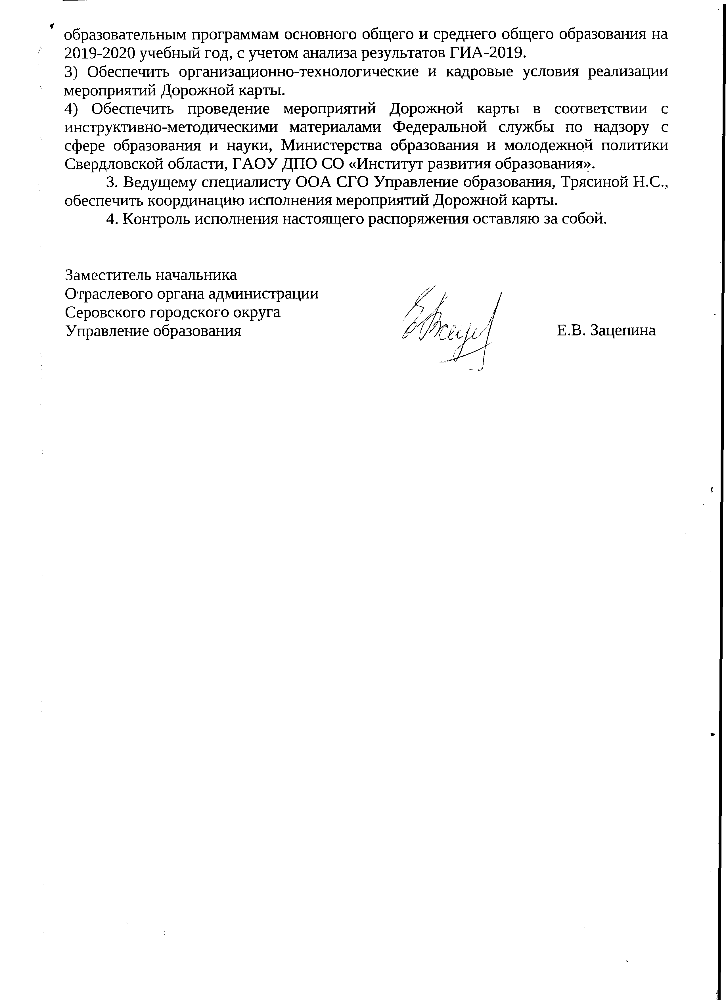 образовательным программам основного общего и среднего общего образования на
2019-2020 учебный год, с учетом анализа результатов ГИА-2019.
3) Обеспечить организационно-технологические и кадровые условия реализации
мероприятий Дорожной карты.
4) Обеспечить проведение мероприятий Дорожной карты в соответствии с
инструктивно-методическими материалами Федеральной службы по надзору с
сфере образования и науки, Министерства образования и молодежной политики
Свердловской области, ГАОУ ДПО СО «Институт развития образования».
3. Ведущему специалисту ООА СГО Управление образования, Трясиной Н.С.,
обеспечить координацию исполнения мероприятий Дорожной карты.
4. Контроль исполнения настоящего распоряжения оставляю за собой.
Заместитель начальника
Отраслевого органа администрации
Серовского городского округа
Управление образования Е.В. Зацепина